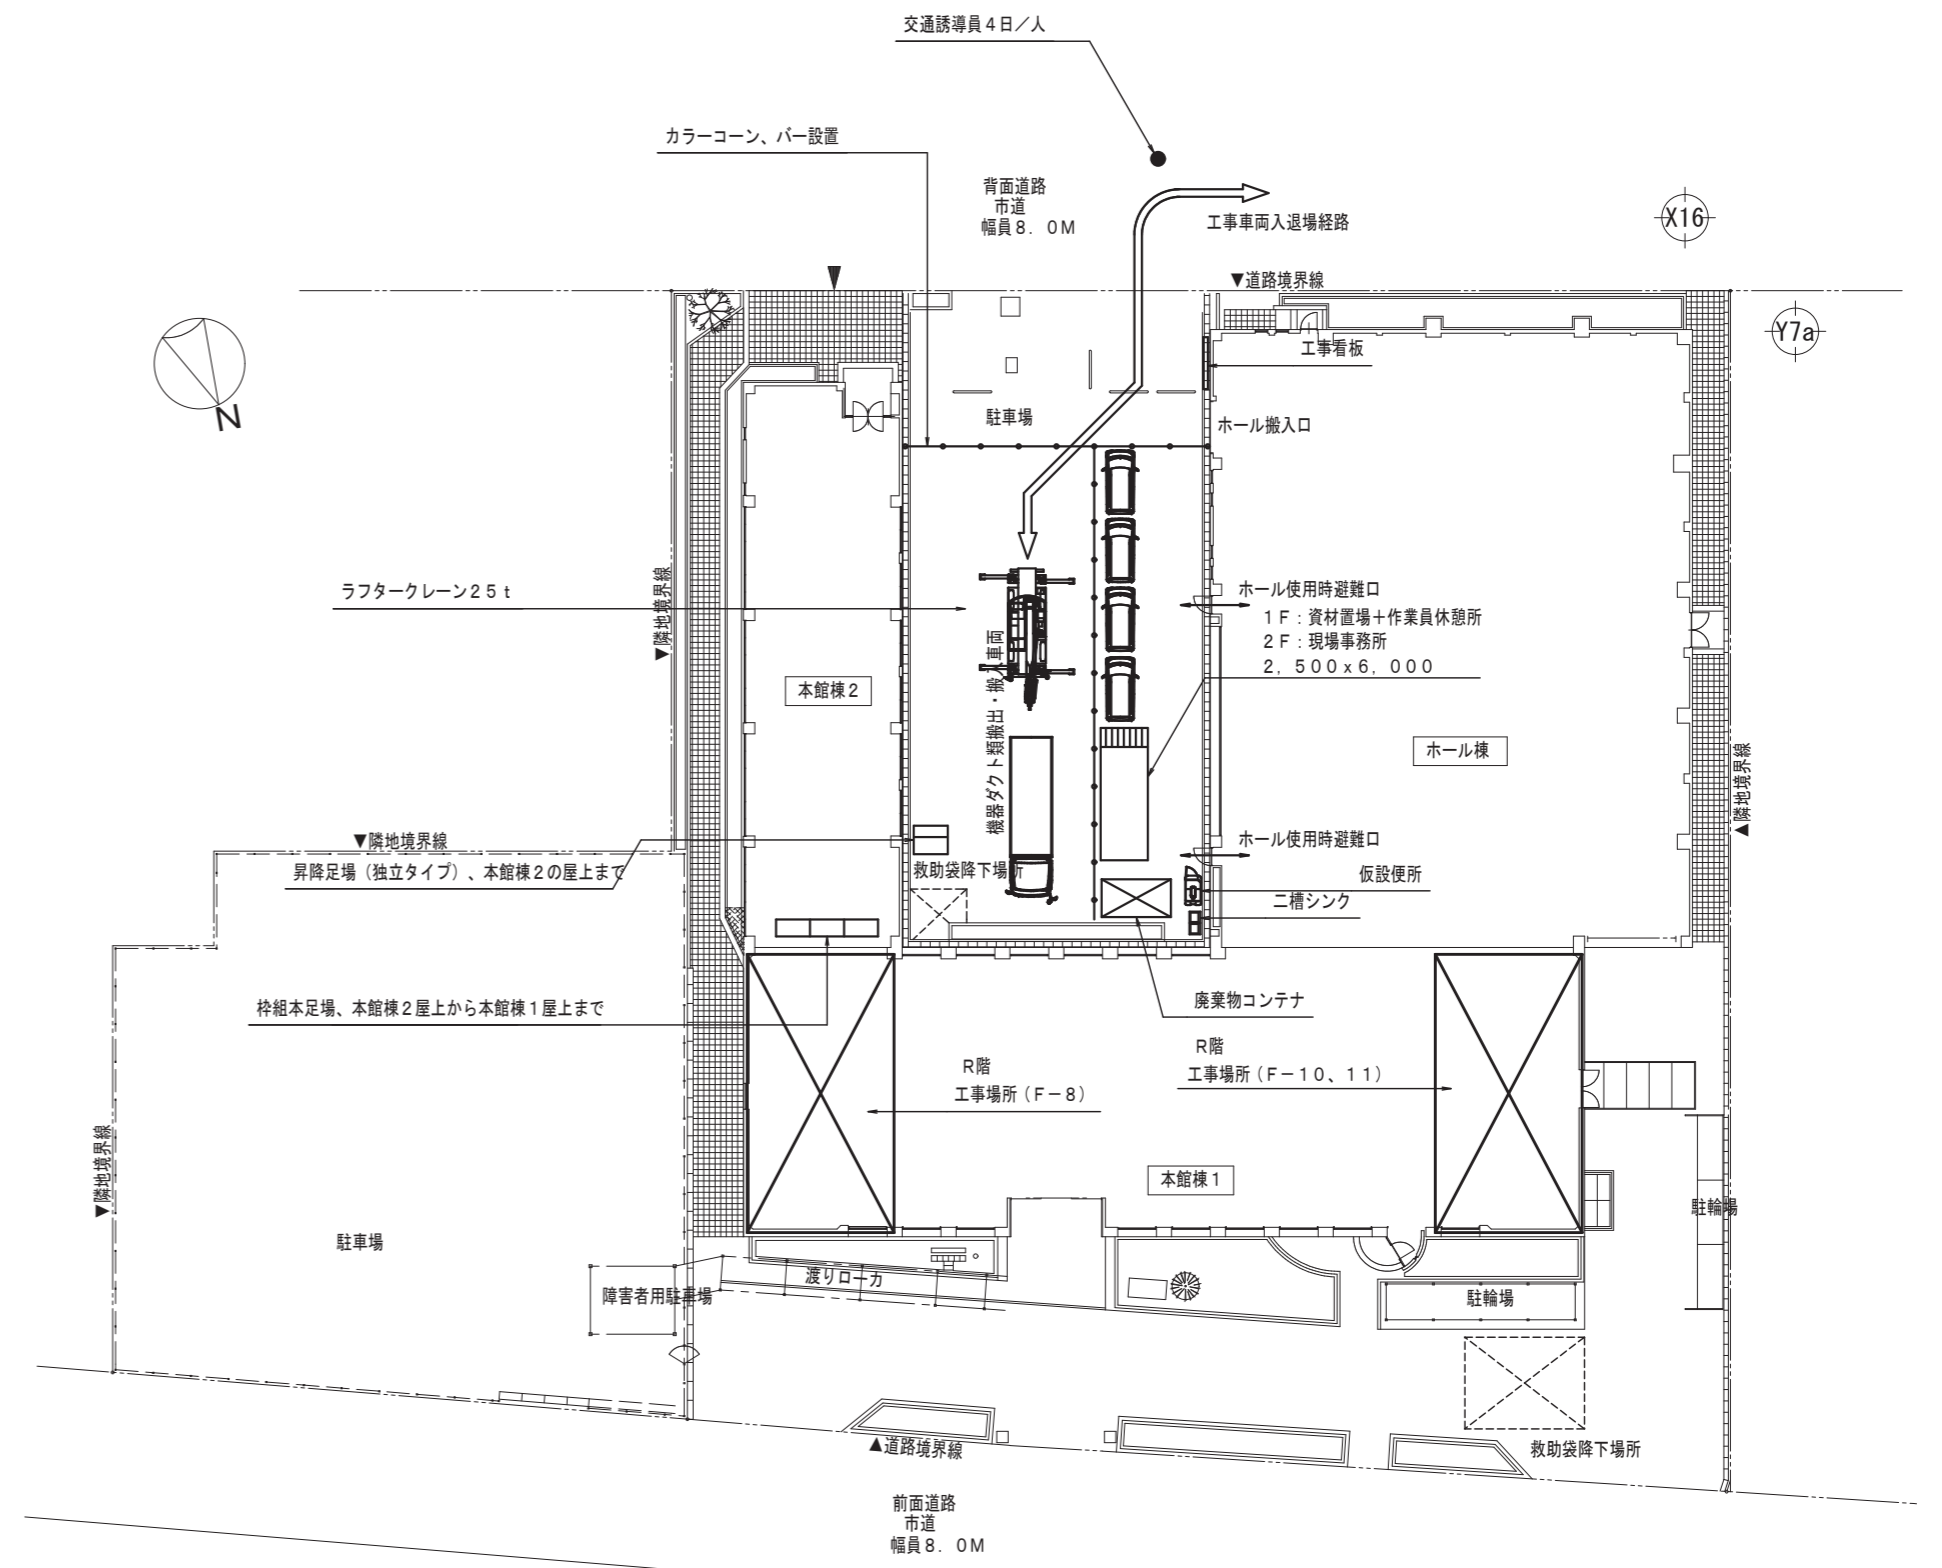 交通誘導員４日／人
カラーコーン、バー設置
背面道路
市道
幅員８．０Ｍ
工事車両入退場経路
X16
▼道路境界線
Y7a
工事看板
N
駐車場
ホール搬入口
▼隣地境界線
ラフタークレーン２５ｔ
ホール使用時避難口
１Ｆ：資材置場＋作業員休憩所
２Ｆ：現場事務所
２，５００ｘ６，０００
本館棟２
機器ダクト類搬出・搬入車両
ホール棟
▲隣地境界線
▼隣地境界線
ホール使用時避難口
昇降足場（独立タイプ）、本館棟２の屋上まで
救助袋降下場所
仮設便所
二槽シンク
枠組本足場、本館棟２屋上から本館棟１屋上まで
廃棄物コンテナ
Ｒ階
工事場所（Ｆ－８）
Ｒ階
工事場所（Ｆ－１０、１１）
▼隣地境界線
本館棟１
駐輪場
駐車場
渡りローカ
障害者用駐車場
駐輪場
▲道路境界線
救助袋降下場所
前面道路
市道
幅員８．０Ｍ